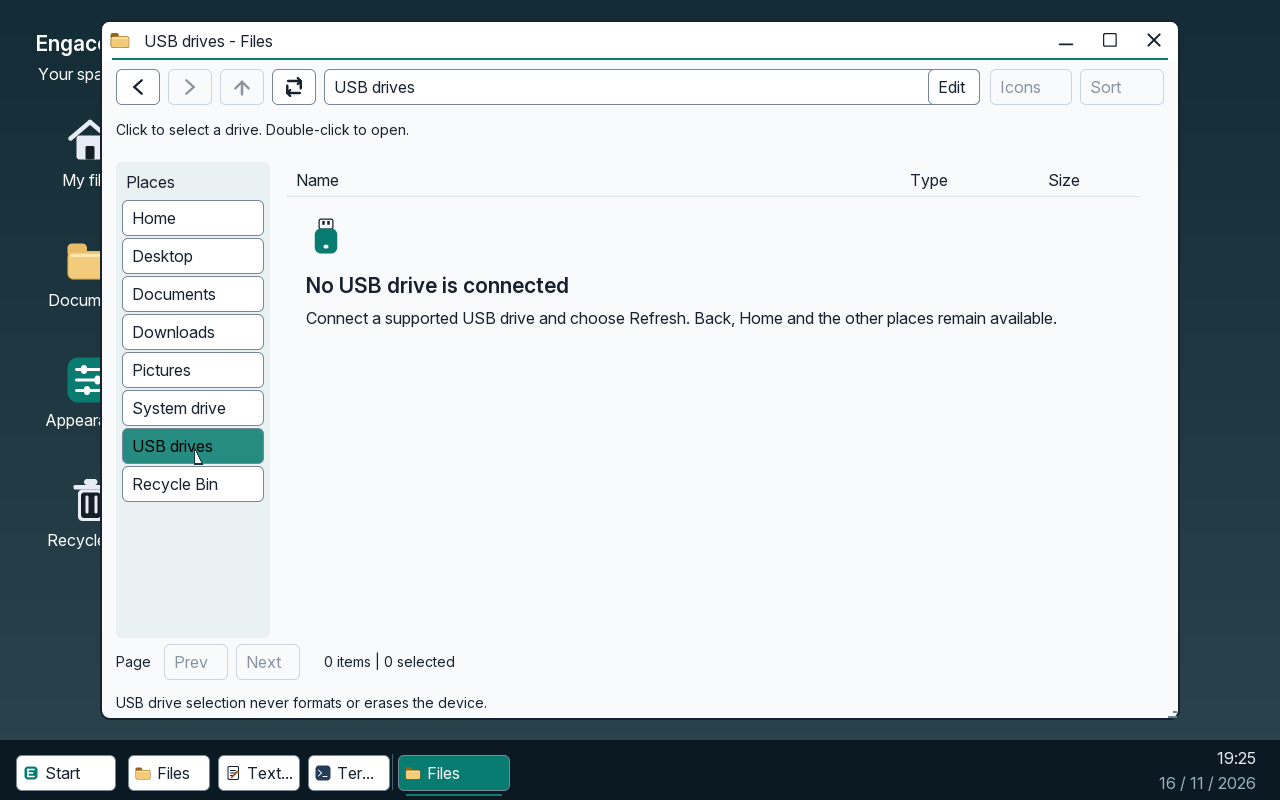 Engac
Your spa
My fil
Docum
Appear
Recycle
USB drives - Files
USB drives
Edit
Icons
Sort
Click to select a drive. Double-click to open.
Places
Home
Desktop
Documents
Downloads
Pictures
System drive
USB drives
Recycle Bin
Name
Type
Size
No USB drive is connected
Connect a supported USB drive and choose Refresh. Back, Home and the other places remain available.
Page
Prev
Next
0 items | 0 selected
USB drive selection never formats or erases the device.
Start
Files
Text...
Ter...
Files
19:25
16 / 11 / 2026